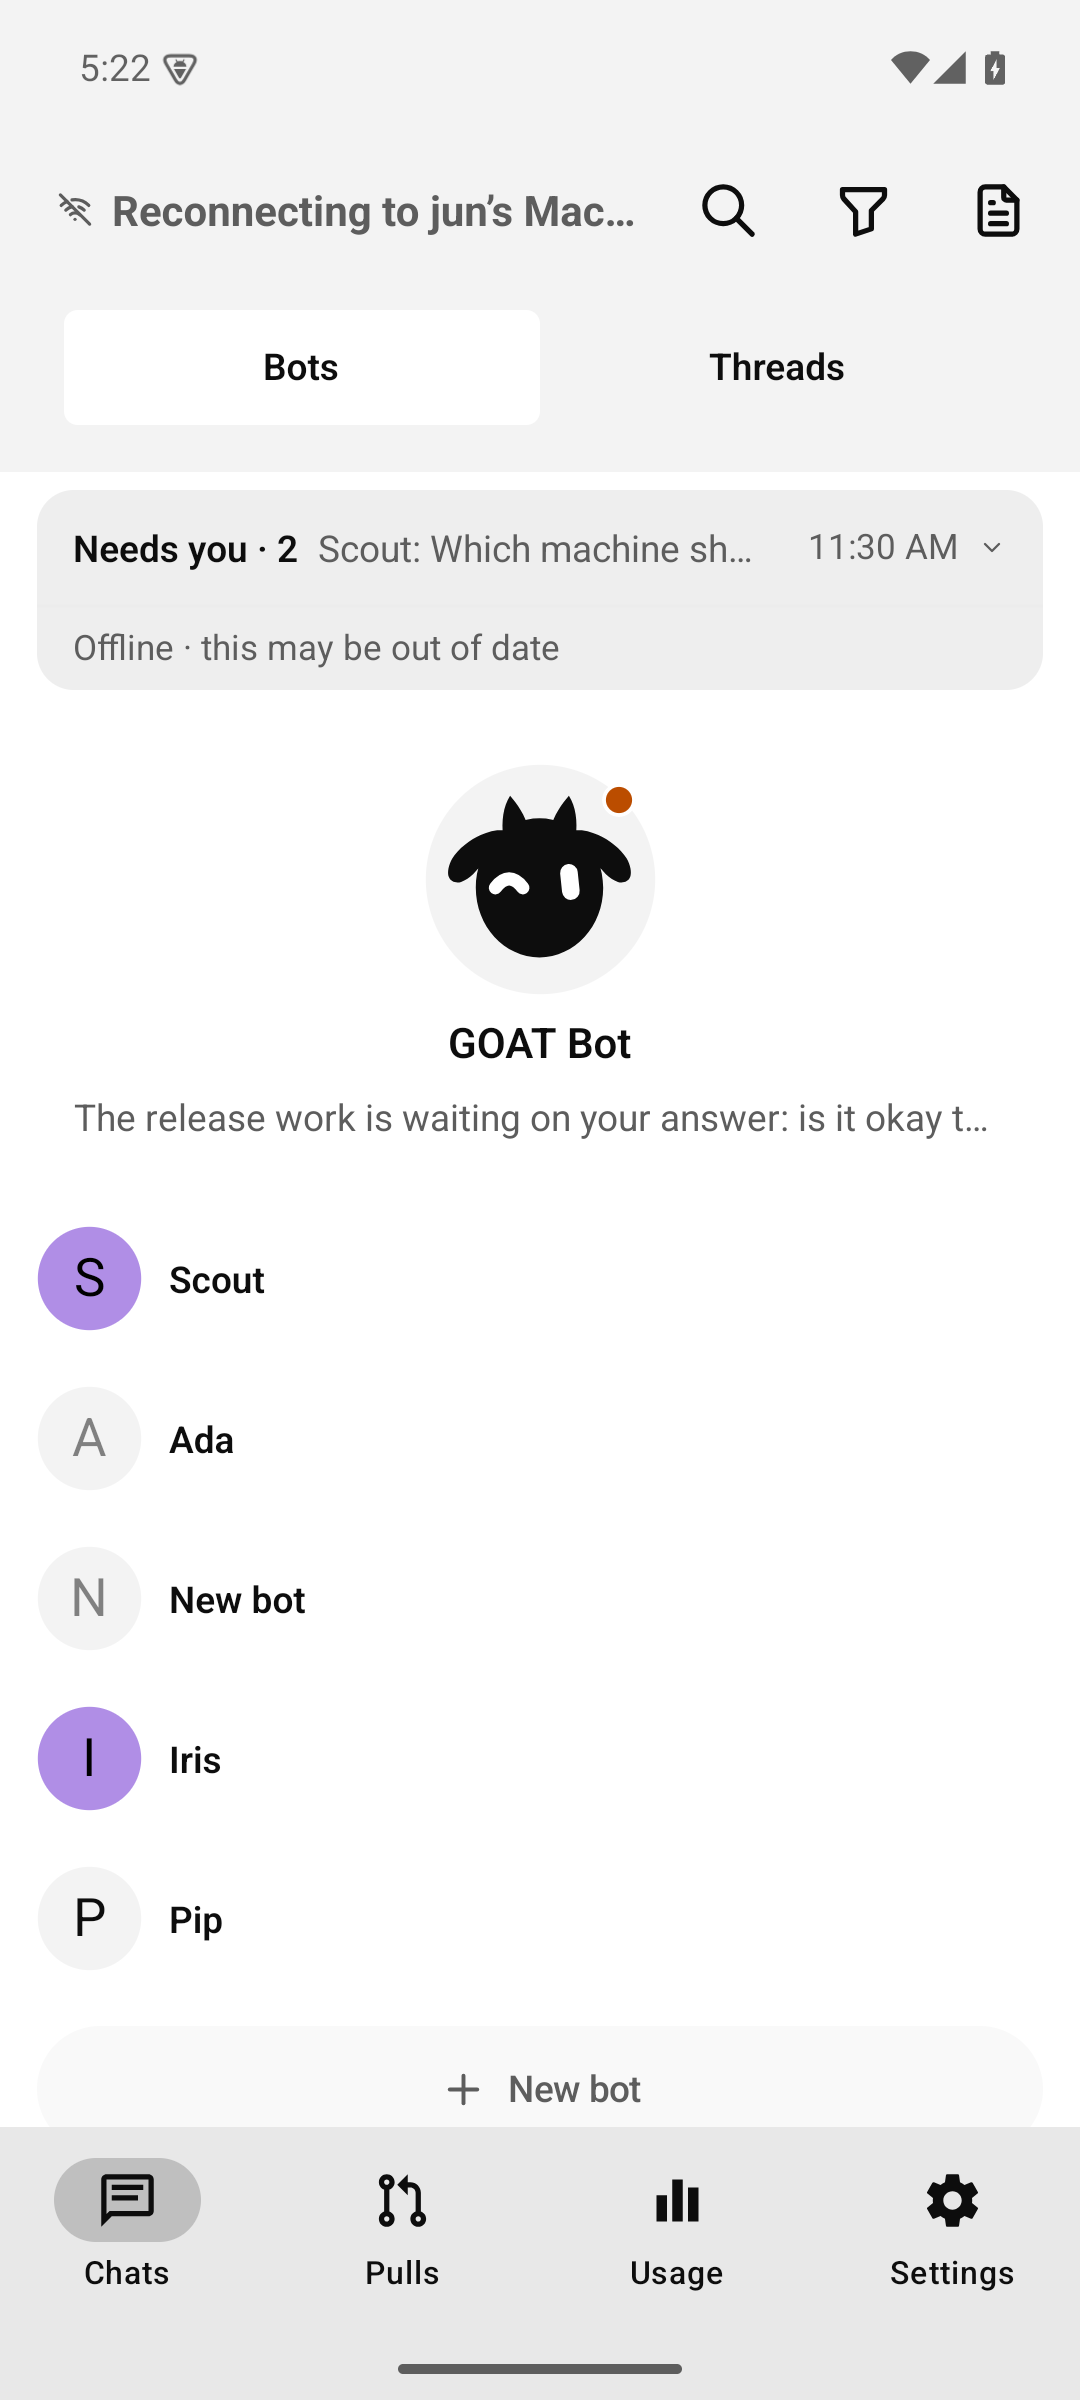 5:22
Reconnecting to jun’s Mac...
Bots
Threads
Needs you · 2 Scout: Which machine sh... 11:30 AM
Offline · this may be out of date
GOAT Bot
The release work is waiting on your answer: is it okay t...
S Scout
A Ada
N New bot
I Iris
P Pip
+ New bot
Chats
Pulls
Usage
Settings